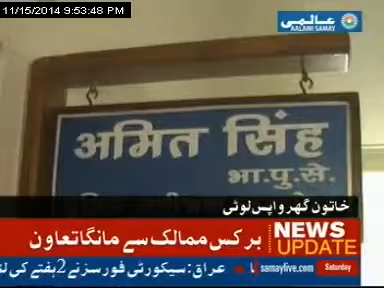 11/15/2014 9:53:48 PM
عالمی
AALAMI SAMAY
अमित सिंह
भा.पु.से.
خاتون گھر واپس لوٹی
برکس ممالک سے مانگا تعاون
NEWS UPDATE
عراق: سیکورٹی فورسز نے 2 ہفتے کی
samaylive.com
Saturday